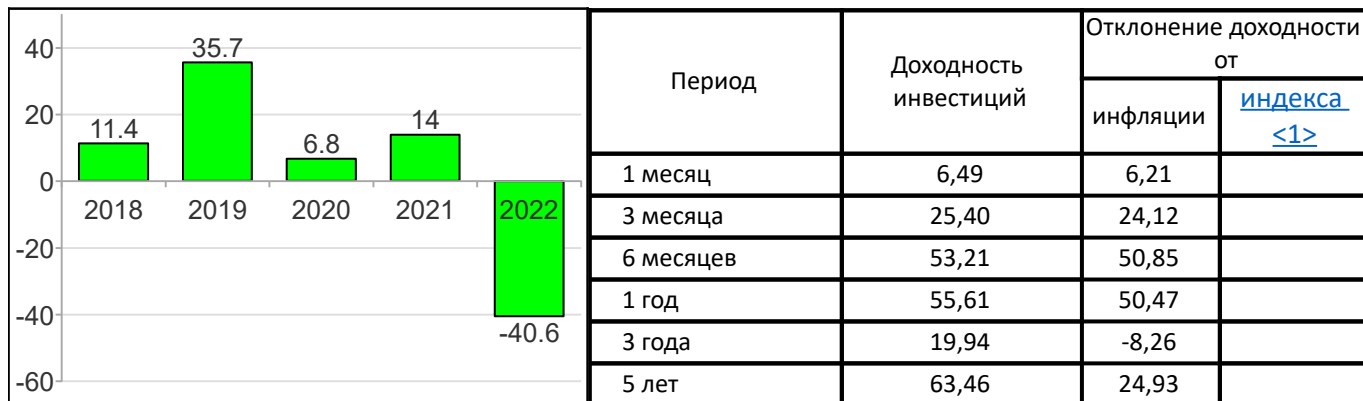 40
20
0
-20
-40
-60
11.4
35.7
6.8
14
-40.6
2018 2019 2020 2021 2022
Период
Доходность
инвестиций
Отклонение доходности
от
инфляции
индекса
<1>
1 месяц 6,49 6,21
3 месяца 25,40 24,12
6 месяцев 53,21 50,85
1 год 55,61 50,47
3 года 19,94 -8,26
5 лет 63,46 24,93